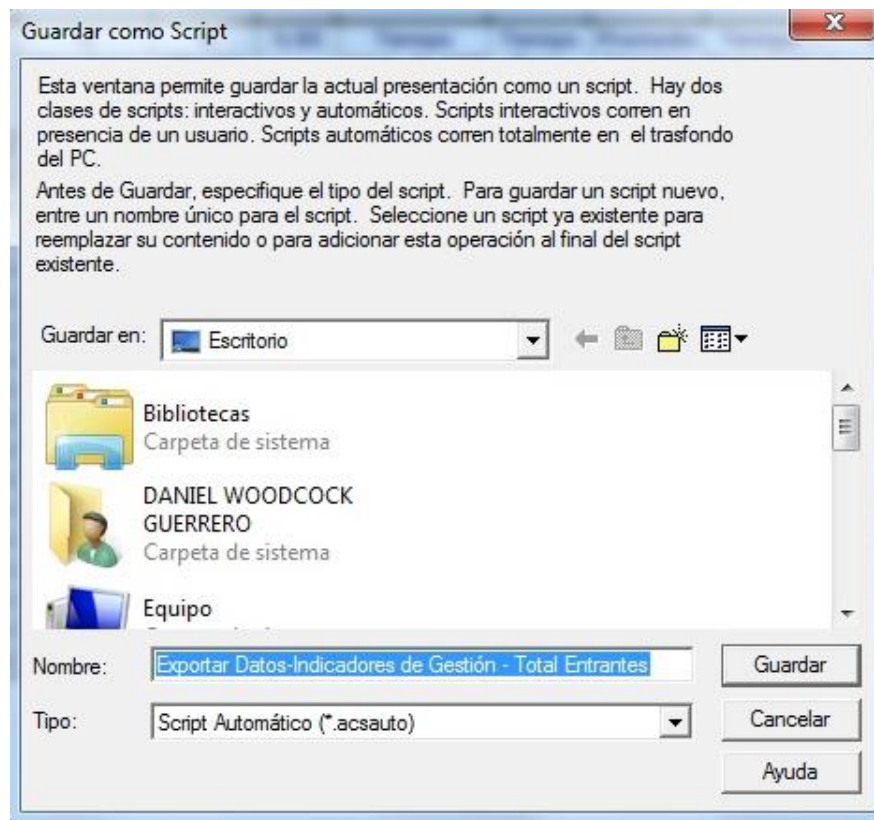 Guardar como Script
Esta ventana permite guardar la actual presentación como un script. Hay dos
clases de scripts: interactivos y automáticos. Scripts interactivos corren en
presencia de un usuario. Scripts automáticos corren totalmente en el trasfondo
del PC.
Antes de Guardar, especifique el tipo del script. Para guardar un script nuevo,
entre un nombre único para el script. Seleccione un script ya existente para
reemplazar su contenido o para adicionar esta operación al final del script
existente.
Guardar en: Escritorio
Bibliotecas
Carpeta de sistema
DANIEL WOODCOCK
GUERRERO
Carpeta de sistema
Equipo
Nombre: Exportar Datos-Indicadores de Gestión - Total Entrantes Guardar
Tipo: Script Automático (*.acsauto) Cancelar
Ayuda